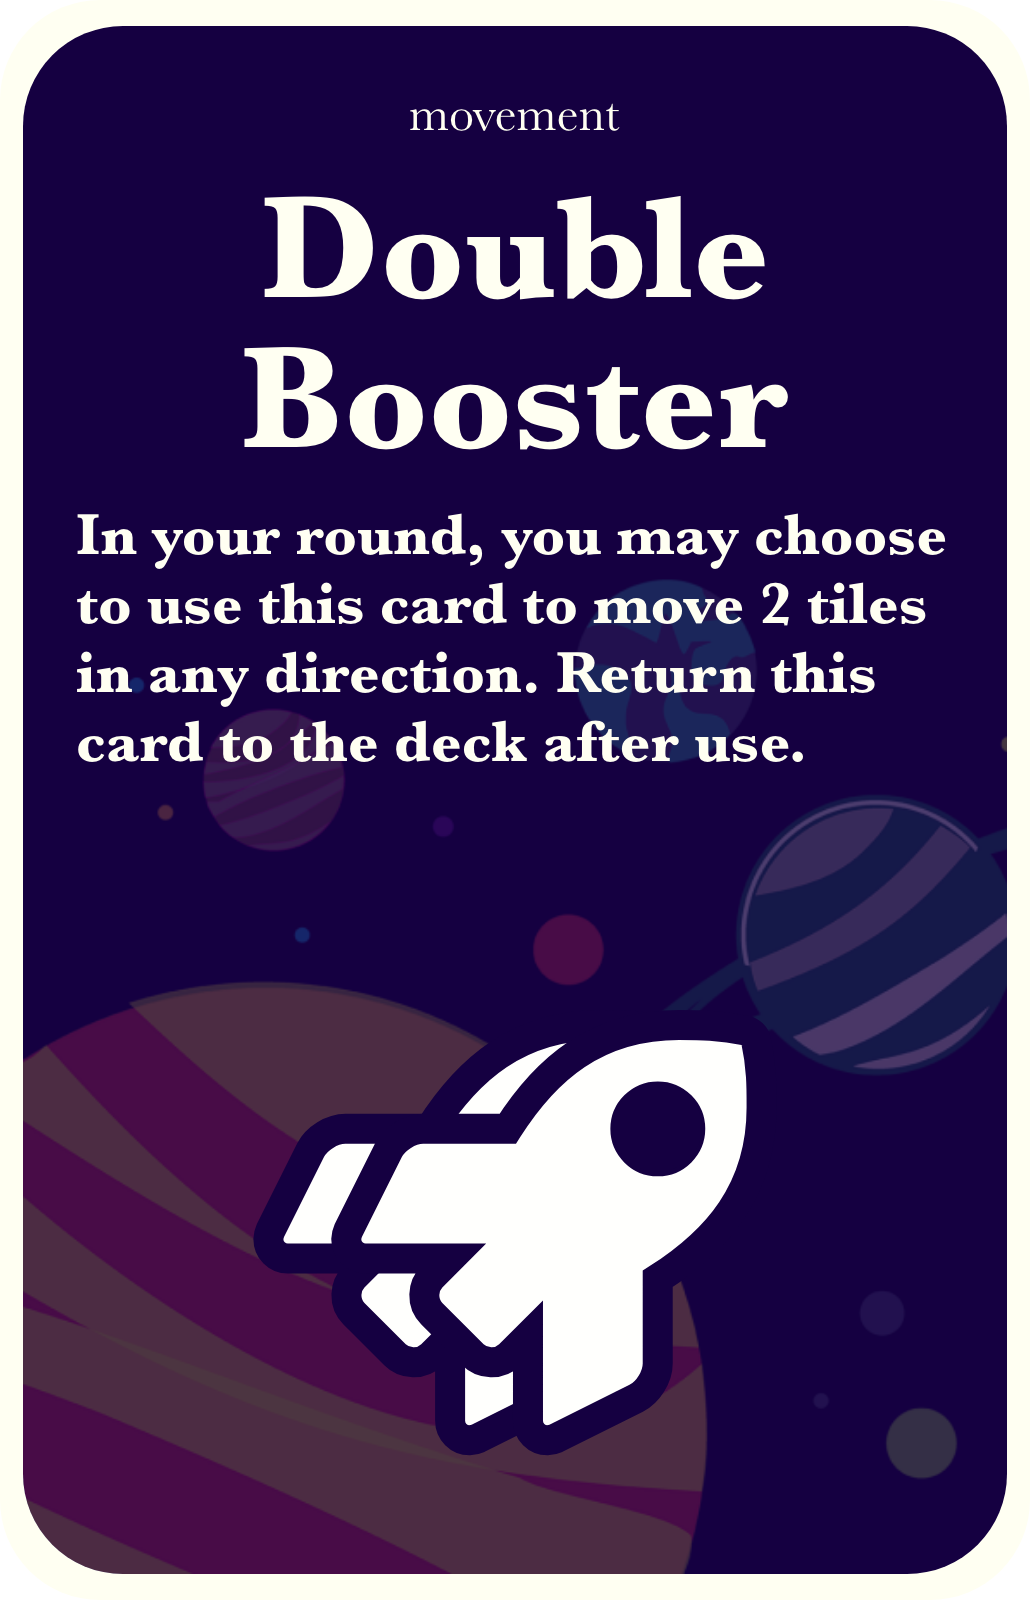 movement
Double
Booster
In your round, you may choose
to use this card to move 2 tiles
in any direction. Return this
card to the deck after use.